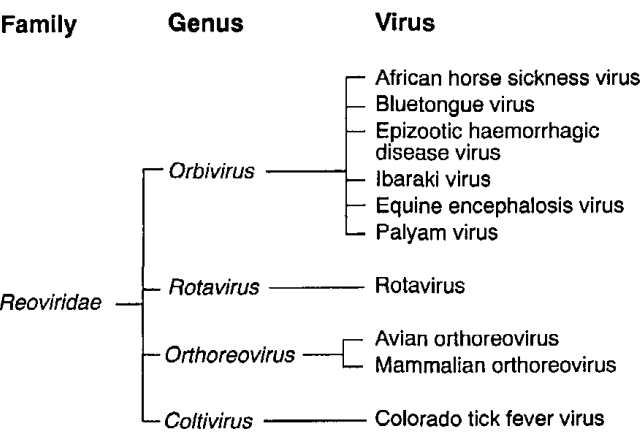 Family Genus Virus
African horse sickness virus
Bluetongue virus
Epizootic haemorrhagic
disease virus
Orbivirus
Ibaraki virus
Equine encephalosis virus
Palyam virus
Reoviridae
Rotavirus Rotavirus
Orthoreovirus
Avian orthoreovirus
Mammalian orthoreovirus
Coltivirus Colorado tick fever virus